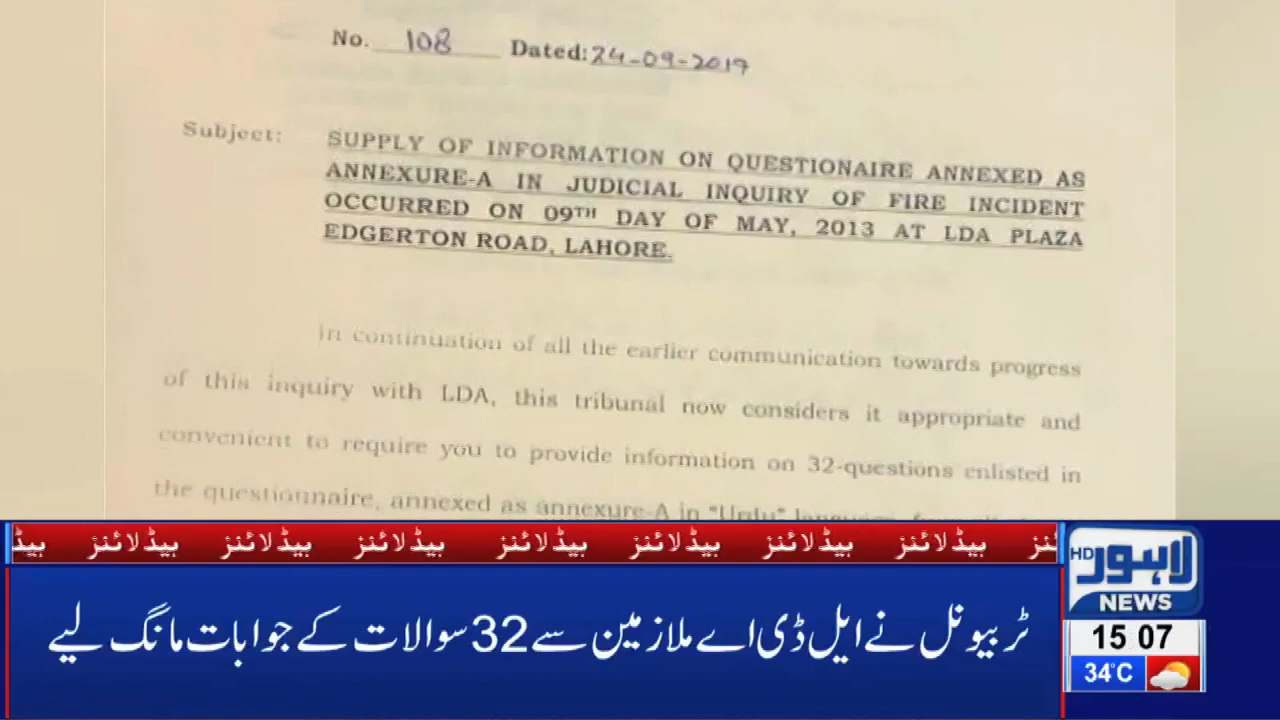 No. 108 Dated: 24-09-2019
Subject: SUPPLY OF INFORMATION ON QUESTIONAIRE ANNEXED AS
ANNEXURE-A IN JUDICIAL INQUIRY OF FIRE INCIDENT
OCCURRED ON 09TH DAY OF MAY, 2013 AT LDA PLAZA
EDGERTON ROAD, LAHORE.
In continuation of all the earlier communication towards progress
of this inquiry with LDA, this tribunal now considers it appropriate and
convenient to require you to provide information on 32-questions enlisted in
the questionnaire, annexed as annexure-A in "Urdu" language,
ہیڈلائنز ہیڈلائنز ہیڈلائنز ہیڈلائنز ہیڈلائنز ہیڈلائنز ہیڈلائنز
ٹربیونل نے ایل ڈی اے ملازمین سے 32 سوالات کے جوابات مانگ لیے
لاہور HD
NEWS
15 07
34°C